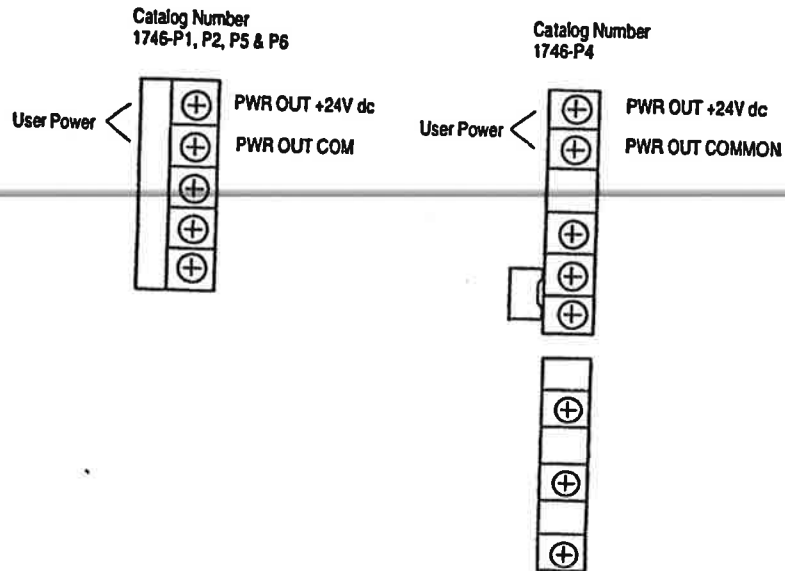 Catalog Number
1746-P1, P2, P5 & P6
User Power
PWR OUT +24V dc
PWR OUT COM
Catalog Number
1746-P4
User Power
PWR OUT +24V dc
PWR OUT COMMON